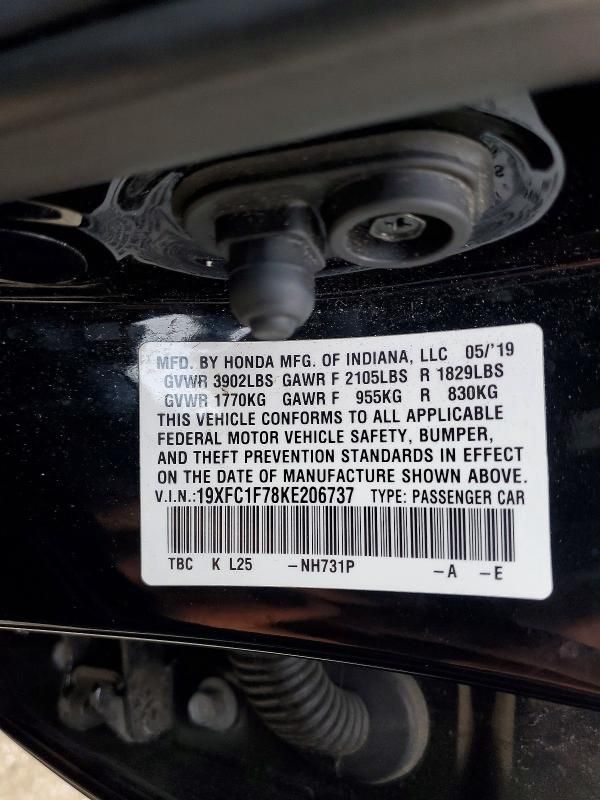 MFD. BY HONDA MFG. OF INDIANA, LLC 05/'19
GVWR 3902LBS GAWR F 2105LBS R 1829LBS
GVWR 1770KG GAWR F 955KG R 830KG
THIS VEHICLE CONFORMS TO ALL APPLICABLE
FEDERAL MOTOR VEHICLE SAFETY, BUMPER,
AND THEFT PREVENTION STANDARDS IN EFFECT
ON THE DATE OF MANUFACTURE SHOWN ABOVE.
V.I.N.:19XFC1F78KE206737 TYPE: PASSENGER CAR
TBC K L25 -NH731P -A -E